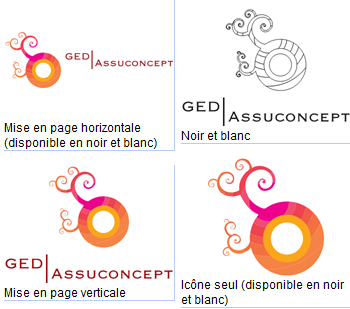 GED Assuconcept
Mise en page horizontale
(disponible en noir et blanc)
GED Assuconcept
Noir et blanc
GED Assuconcept
Mise en page verticale
Icône seul (disponible en noir
et blanc)